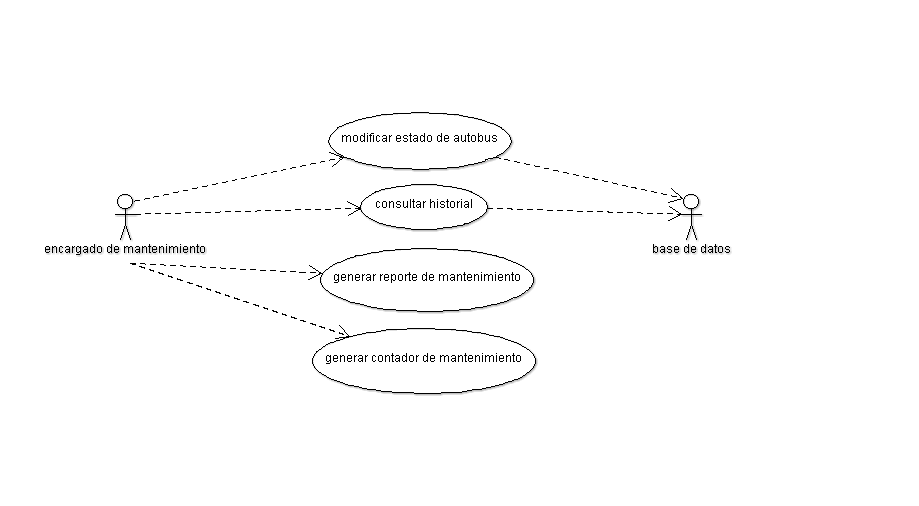 modificar estado de autobus
consultar historial
encargado de mantenimiento
base de datos
generar reporte de mantenimiento
generar contador de mantenimiento